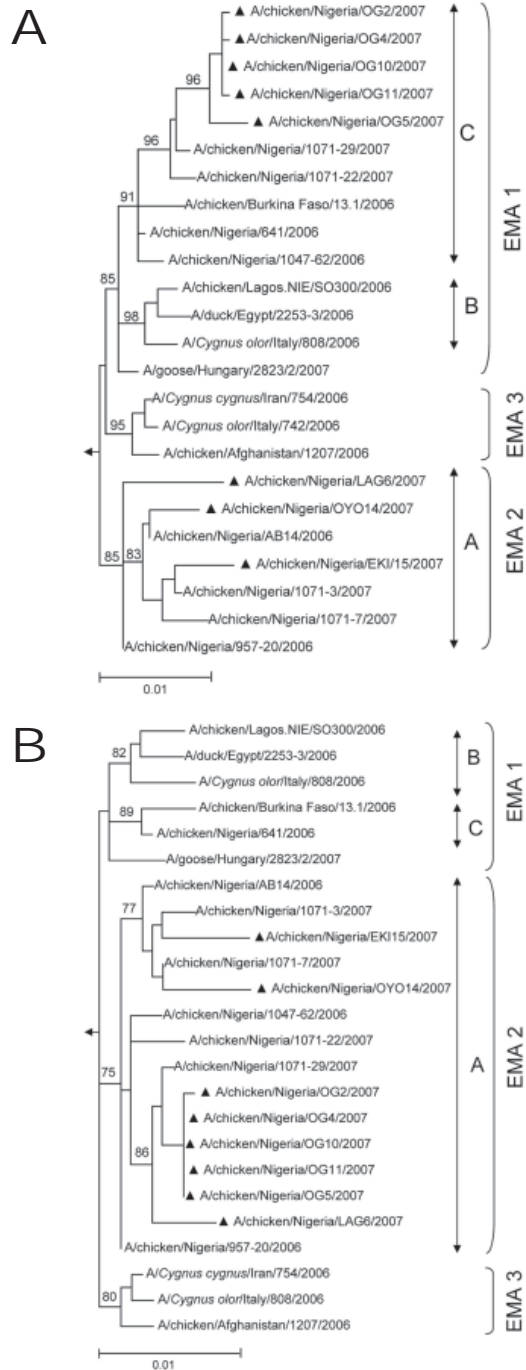 A
A/chicken/Nigeria/OG2/2007
A/chicken/Nigeria/OG4/2007
A/chicken/Nigeria/OG10/2007
96
A/chicken/Nigeria/OG11/2007
A/chicken/Nigeria/OG5/2007
C
96
A/chicken/Nigeria/1071-29/2007
A/chicken/Nigeria/1071-22/2007
91
A/chicken/Burkina Faso/13.1/2006
EMA 1
A/chicken/Nigeria/641/2006
A/chicken/Nigeria/1047-62/2006
85
A/chicken/Lagos.NIE/SO300/2006
A/duck/Egypt/2253-3/2006
B
98
A/Cygnus olor/Italy/808/2006
A/goose/Hungary/2823/2/2007
A/Cygnus cygnus/Iran/754/2006
95
A/Cygnus olor/Italy/742/2006
EMA 3
A/chicken/Afghanistan/1207/2006
A/chicken/Nigeria/LAG6/2007
A/chicken/Nigeria/OYO14/2007
A/chicken/Nigeria/AB14/2006
A
EMA 2
85
83
A/chicken/Nigeria/EKI/15/2007
A/chicken/Nigeria/1071-3/2007
A/chicken/Nigeria/1071-7/2007
A/chicken/Nigeria/957-20/2006
0.01
B
A/chicken/Lagos.NIE/SO300/2006
82
A/duck/Egypt/2253-3/2006
B
A/Cygnus olor/Italy/808/2006
EMA 1
89
A/chicken/Burkina Faso/13.1/2006
C
A/chicken/Nigeria/641/2006
A/goose/Hungary/2823/2/2007
A/chicken/Nigeria/AB14/2006
77
A/chicken/Nigeria/1071-3/2007
A/chicken/Nigeria/EKI15/2007
A/chicken/Nigeria/1071-7/2007
A/chicken/Nigeria/OYO14/2007
A/chicken/Nigeria/1047-62/2006
A/chicken/Nigeria/1071-22/2007
EMA 2
75
A/chicken/Nigeria/1071-29/2007
A
A/chicken/Nigeria/OG2/2007
A/chicken/Nigeria/OG4/2007
A/chicken/Nigeria/OG10/2007
86
A/chicken/Nigeria/OG11/2007
A/chicken/Nigeria/OG5/2007
A/chicken/Nigeria/LAG6/2007
A/chicken/Nigeria/957-20/2006
A/Cygnus cygnus/Iran/754/2006
80
A/Cygnus olor/Italy/808/2006
EMA 3
A/chicken/Afghanistan/1207/2006
0.01